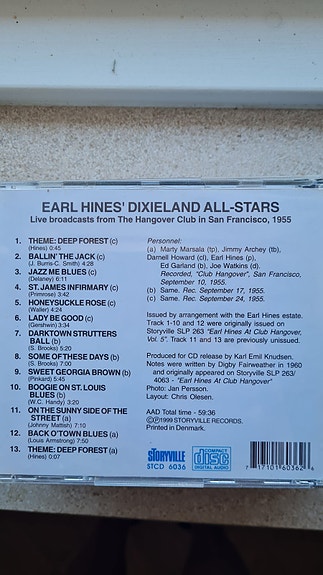 EARL HINES' DIXIELAND ALL-STARS
Live broadcasts from The Hangover Club in San Francisco, 1955
1. THEME: DEEP FOREST (c)
(Hines) 0:45
2. BALLIN' THE JACK (c)
(J. Burns-C. Smith) 4:28
3. JAZZ ME BLUES (c)
(Delaney) 6:11
4. ST. JAMES INFIRMARY (c)
(Primrose) 3:42
5. HONEYSUCKLE ROSE (c)
(Waller) 4:24
6. LADY BE GOOD (c)
(Gershwin) 3:34
7. DARKTOWN STRUTTERS
BALL (b)
(S. Brooks) 5:20
8. SOME OF THESE DAYS (b)
(S. Brooks) 7:00
9. SWEET GEORGIA BROWN (b)
(Pinkard) 5:45
10. BOOGIE ON ST. LOUIS
BLUES (b)
(W.C. Handy) 3:20
11. ON THE SUNNY SIDE OF THE
STREET (a)
(Johnny Mattish) 7:10
12. BACK O'TOWN BLUES (a)
(Louis Armstrong) 7:50
13. THEME: DEEP FOREST (a)
(Hines) 0:07
Personnel:
(a) Marty Marsala (tp), Jimmy Archey (tb),
Darnell Howard (cl), Earl Hines (p),
Ed Garland (b), Joe Watkins (d).
Recorded, "Club Hangover", San Francisco,
September 10, 1955.
(b) Same. Rec. September 17, 1955.
(c) Same. Rec. September 24, 1955.
Issued by arrangement with the Earl Hines estate.
Track 1-10 and 12 were originally issued on
Storyville SLP 263 "Earl Hines At Club Hangover,
Vol. 5". Track 11 and 13 are previously unissued.
Produced for CD release by Karl Emil Knudsen.
Notes were written by Digby Fairweather in 1960
and originally appeared on Storyville SLP 263/
4063 - "Earl Hines At Club Hangover"
Photo: Jan Persson.
Layout: Chris Olesen.
AAD Total time - 59:36
©℗1999 STORYVILLE RECORDS.
Printed in Denmark.
STORYVILLE
STCD 6036
COMPACT
disc
DIGITAL AUDIO
7 17101 60362 6